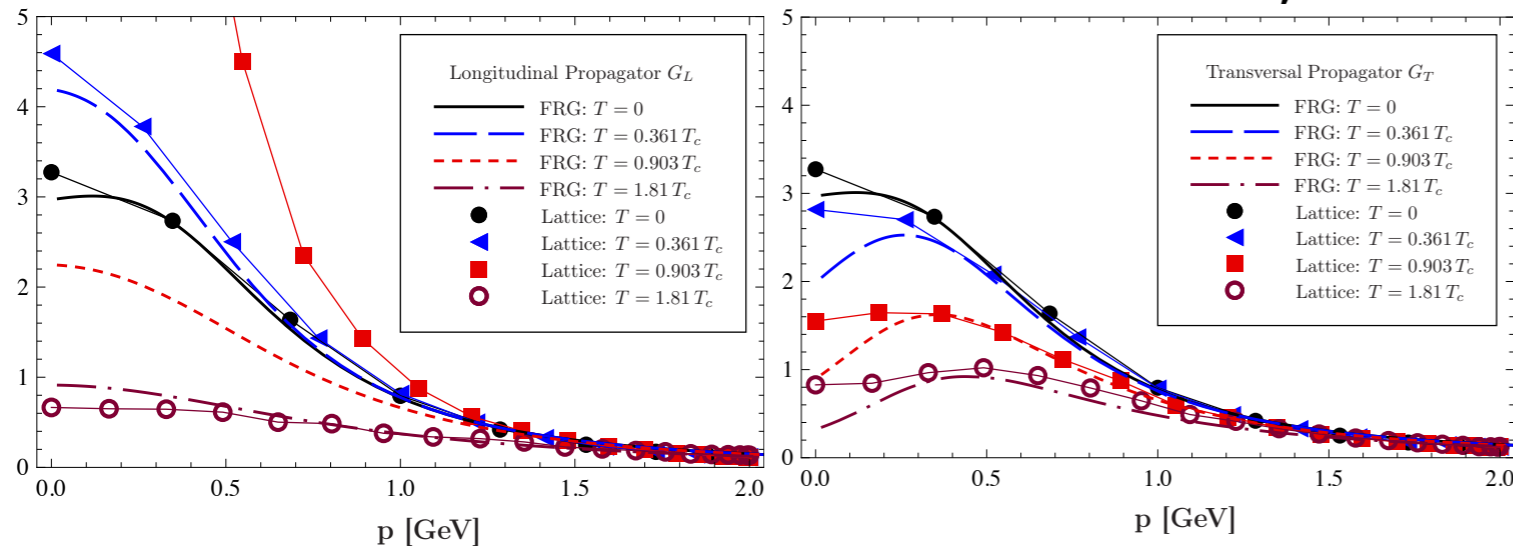 5
4
3
2
1
0
0.0 0.5 1.0 1.5 2.0
p [GeV]
Longitudinal Propagator G_L
FRG: T = 0
FRG: T = 0.361 T_c
FRG: T = 0.903 T_c
FRG: T = 1.81 T_c
Lattice: T = 0
Lattice: T = 0.361 T_c
Lattice: T = 0.903 T_c
Lattice: T = 1.81 T_c
5
4
3
2
1
0
0.0 0.5 1.0 1.5 2.0
p [GeV]
Transversal Propagator G_T
FRG: T = 0
FRG: T = 0.361 T_c
FRG: T = 0.903 T_c
FRG: T = 1.81 T_c
Lattice: T = 0
Lattice: T = 0.361 T_c
Lattice: T = 0.903 T_c
Lattice: T = 1.81 T_c